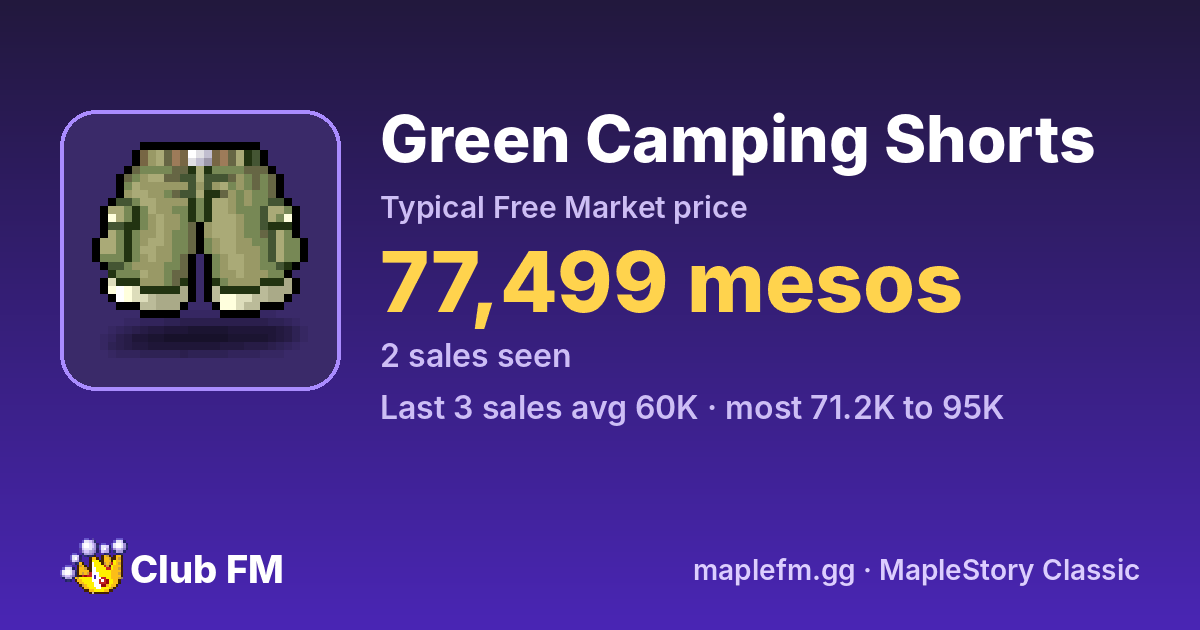 Green Camping Shorts
Typical Free Market price
77,499 mesos
2 sales seen
Last 3 sales avg 60K · most 71.2K to 95K
Club FM
maplefm.gg · MapleStory Classic